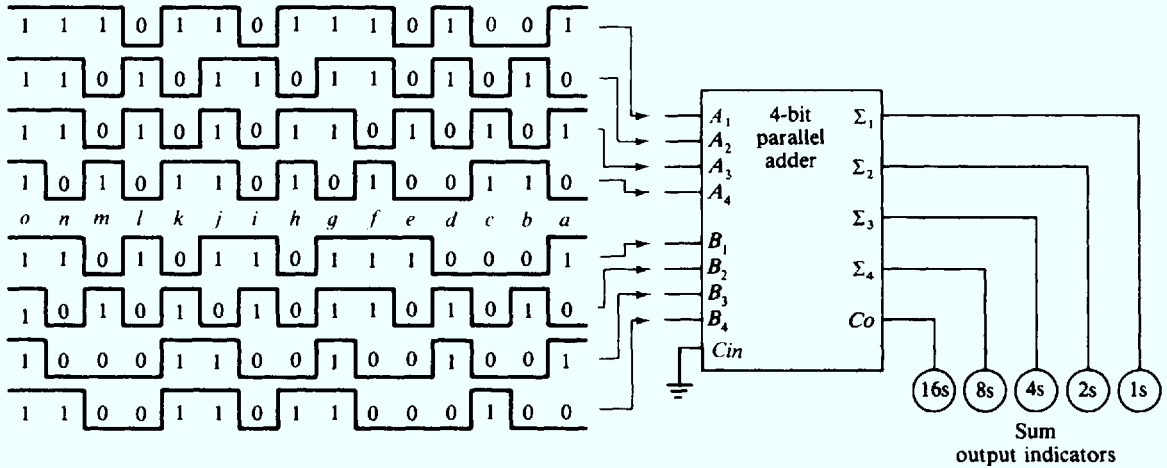 1 1 1 0 1 1 0 1 1 1 0 1 0 0 1
1 1 0 1 0 1 1 0 1 1 0 1 0 1 0
1 1 0 1 0 1 0 1 1 0 1 0 1 0 1
1 0 1 0 1 1 0 1 0 1 0 0 1 1 0
o n m l k j i h g f e d c b a
1 1 0 1 0 1 1 0 1 1 1 0 0 0 1
1 0 1 0 1 0 1 0 1 1 0 1 0 1 0
1 0 0 0 1 1 0 0 1 0 0 1 0 0 1
1 1 0 0 1 1 0 1 1 0 0 0 1 0 0
A₁
A₂
A₃
A₄
B₁
B₂
B₃
B₄
Cin
4-bit
parallel
adder
Σ₁
Σ₂
Σ₃
Σ₄
Co
16s 8s 4s 2s 1s
Sum
output indicators